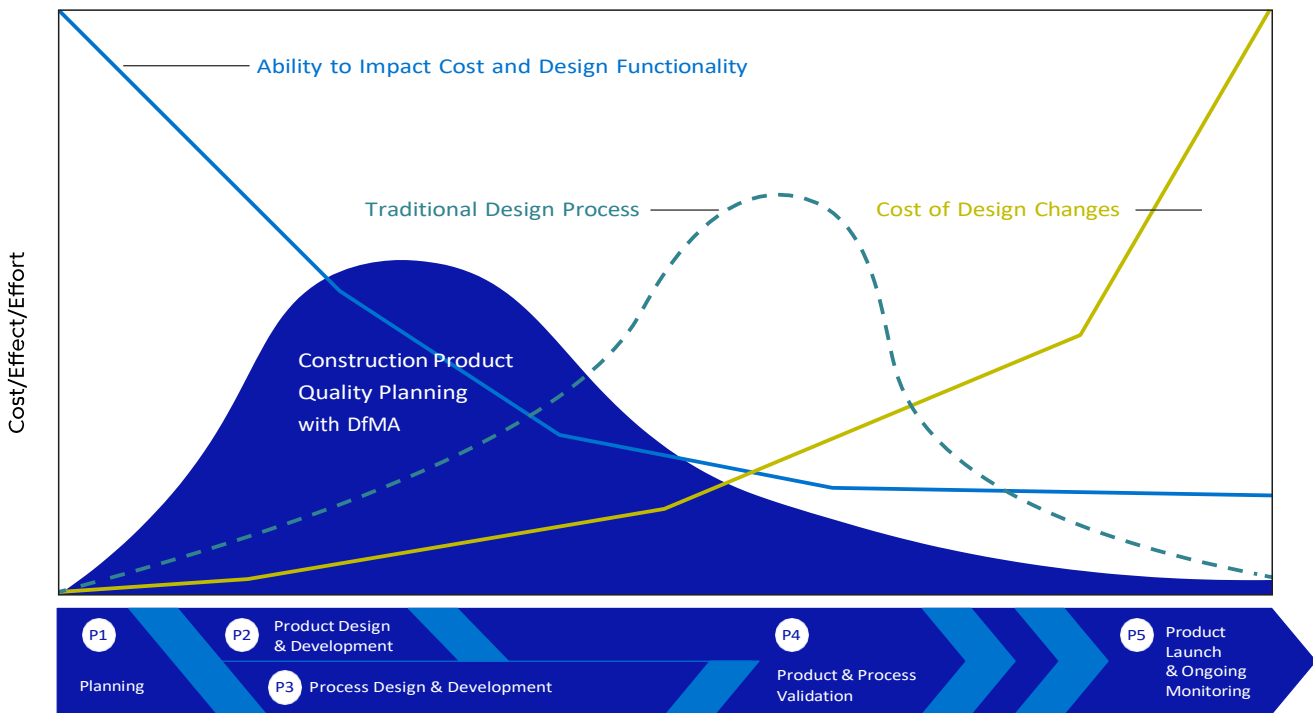 Ability to Impact Cost and Design Functionality
Traditional Design Process
Cost of Design Changes
Cost/Effect/Effort
Construction Product
Quality Planning
with DfMA
P1
Planning
P2
Product Design
& Development
P3
Process Design & Development
P4
Product & Process
Validation
P5
Product
Launch
& Ongoing
Monitoring